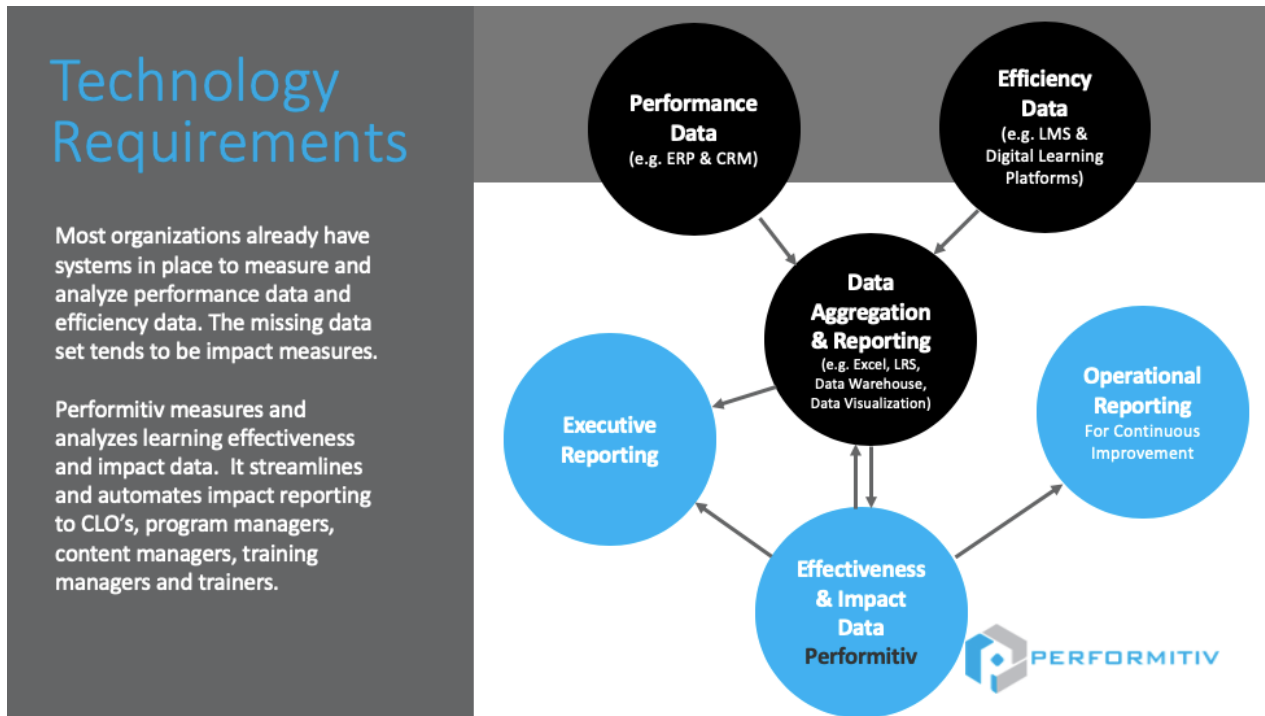 Technology
Requirements
Most organizations already have
systems in place to measure and
analyze performance data and
efficiency data. The missing data
set tends to be impact measures.
Performitiv measures and
analyzes learning effectiveness
and impact data.  It streamlines
and automates impact reporting
to CLO’s, program managers,
content managers, training
managers and trainers.
Performance
Data
(e.g. ERP & CRM)
Efficiency
Data
(e.g. LMS &
Digital Learning
Platforms)
Data
Aggregation
& Reporting
(e.g. Excel, LRS,
Data Warehouse,
Data Visualization)
Executive
Reporting
Operational
Reporting
For Continuous
Improvement
Effectiveness
& Impact
Data
Performitiv
PERFORMITIV